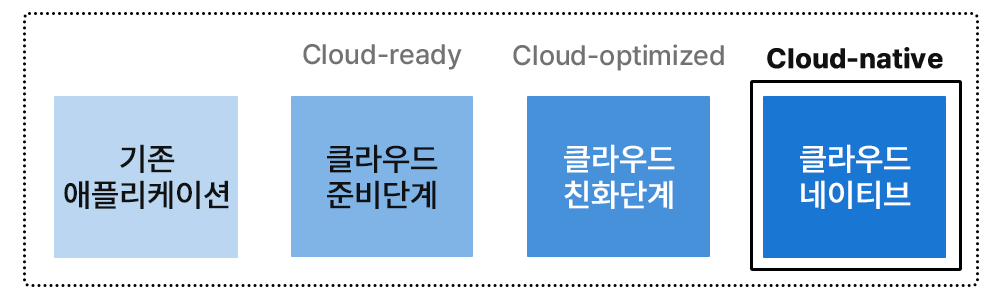 Cloud-ready
Cloud-optimized
Cloud-native
기존
애플리케이션
클라우드
준비단계
클라우드
친화단계
클라우드
네이티브